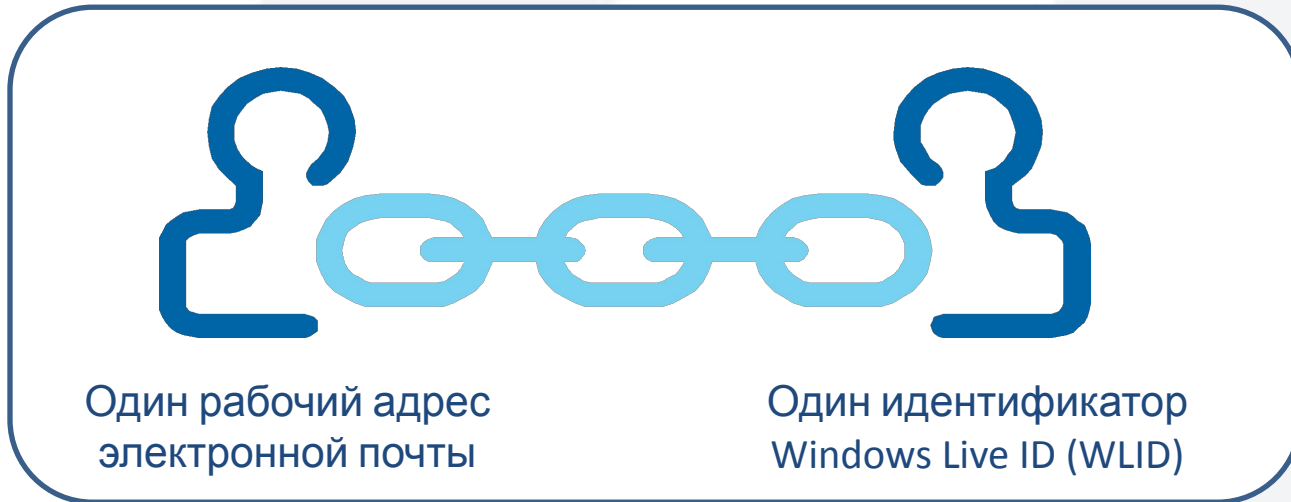 Один рабочий адрес
электронной почты
Один идентификатор
Windows Live ID (WLID)